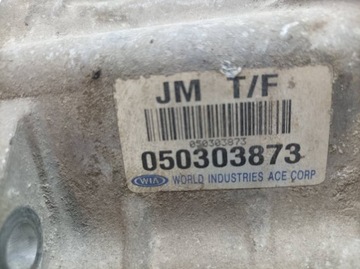 JM T/F
050303873
050303873
WIA WORLD INDUSTRIES ACE CORP